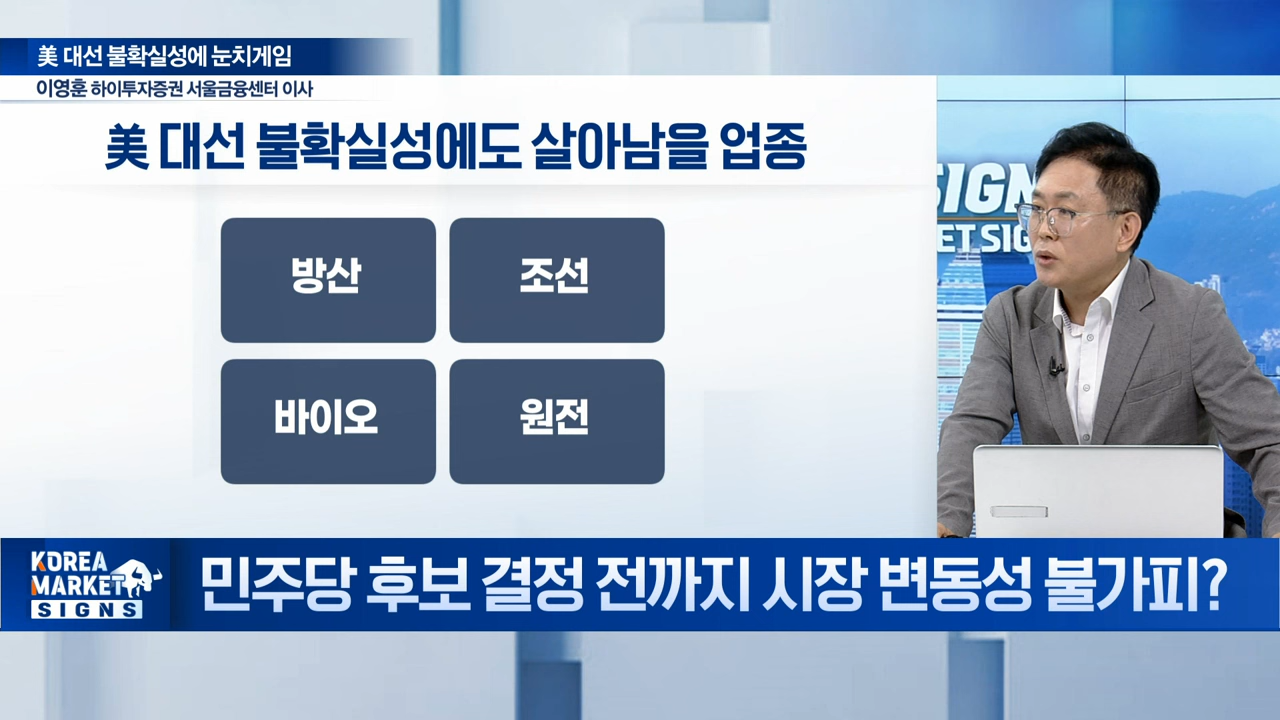 美 대선 불확실성에 눈치게임
이영훈 하이투자증권 서울금융센터 이사
美 대선 불확실성에도 살아남을 업종
방산
조선
바이오
원전
SIGN
ET SIG
KOREA
MARKET
SIGNS
민주당 후보 결정 전까지 시장 변동성 불가피?